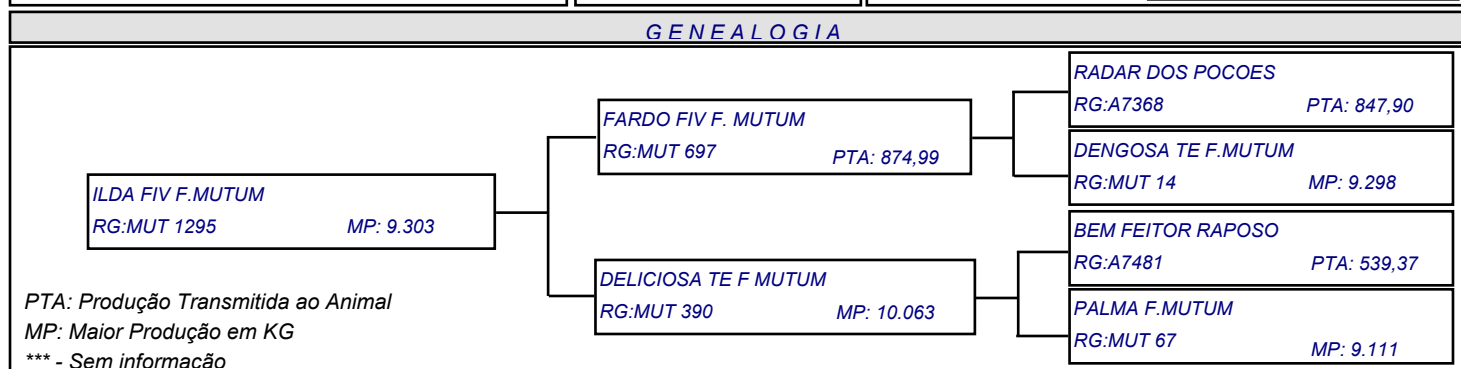 GENEALOGIA
RADAR DOS POCOES
RG:A7368 PTA: 847,90
FARDO FIV F. MUTUM
RG:MUT 697 PTA: 874,99
DENGOSA TE F.MUTUM
RG:MUT 14 MP: 9.298
ILDA FIV F.MUTUM
RG:MUT 1295 MP: 9.303
BEM FEITOR RAPOSO
RG:A7481 PTA: 539,37
DELICIOSA TE F MUTUM
RG:MUT 390 MP: 10.063
PALMA F.MUTUM
RG:MUT 67 MP: 9.111
PTA: Produção Transmitida ao Animal
MP: Maior Produção em KG
*** - Sem informação